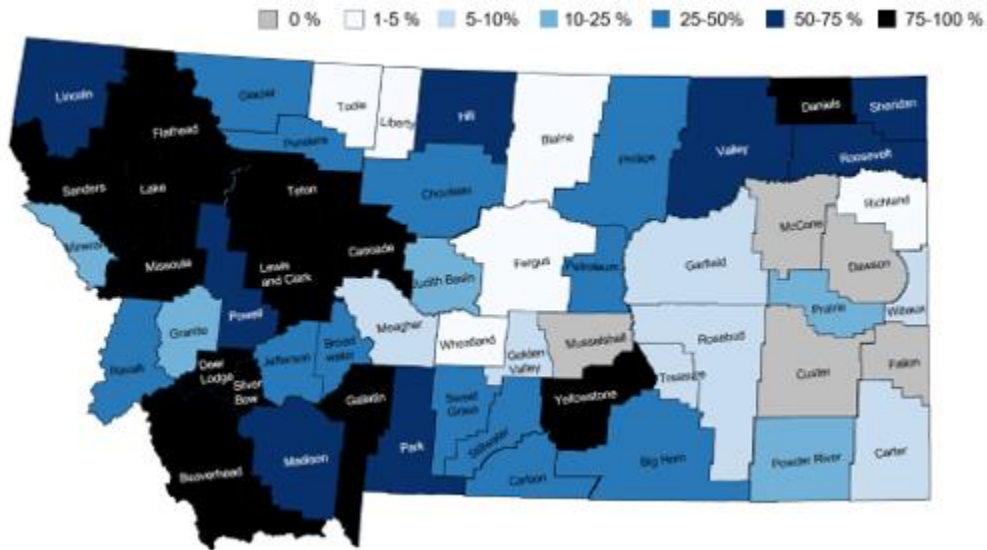 0 % 1-5 % 5-10% 10-25 % 25-50% 50-75 % 75-100 %
Lincoln
Flathead
Glacier
Toole
Liberty
Hill
Blaine
Phillips
Valley
Daniels
Sheridan
Roosevelt
Pondera
Sanders
Lake
Teton
Chouteau
Richland
McCone
Mineral
Missoula
Lewis
and Clark
Cascade
Judith Basin
Fergus
Petroleum
Garfield
Dawson
Prairie
Wibaux
Powell
Granite
Meagher
Wheatland
Golden
Valley
Musselshell
Rosebud
Treasure
Custer
Fallon
Ravalli
Deer
Lodge
Silver
Bow
Jefferson
Broad
water
Gallatin
Park
Sweet
Grass
Stillwater
Yellowstone
Beaverhead
Madison
Carbon
Big Horn
Powder River
Carter